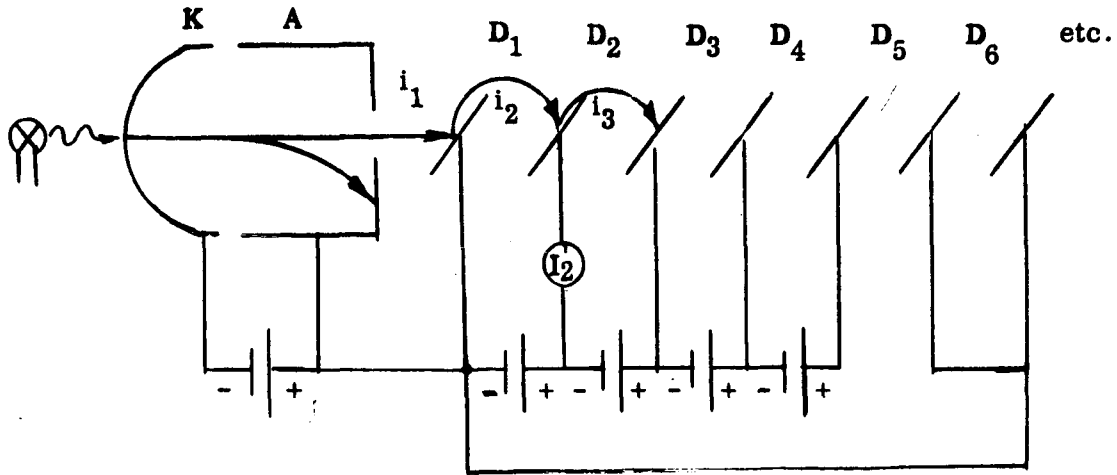 K A
D1 D2 D3 D4 D5 D6 etc.
i1 i2 i3
I2
- + - + - + - + - +